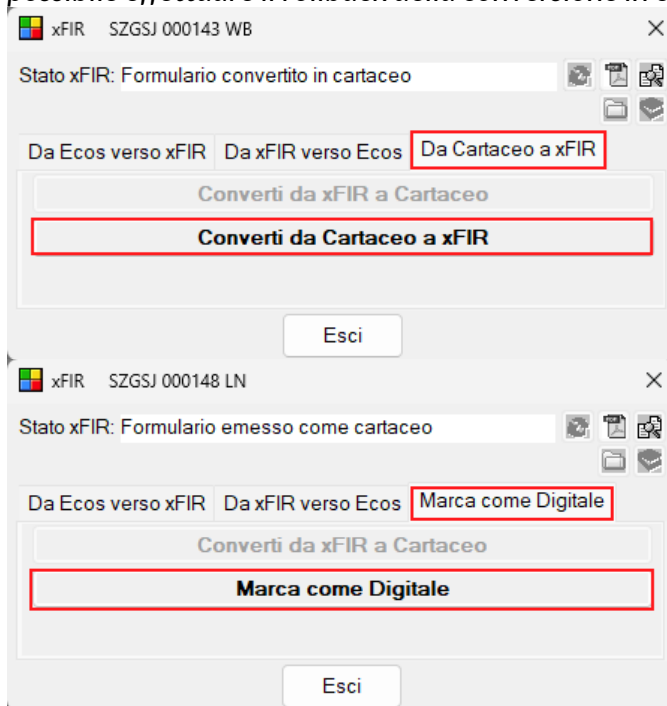 xFIR SZGSJ 000143 WB
Stato xFIR: Formulario convertito in cartaceo
Da Ecos verso xFIR Da xFIR verso Ecos Da Cartaceo a xFIR
Converti da xFIR a Cartaceo
Converti da Cartaceo a xFIR
Esci
xFIR SZGSJ 000148 LN
Stato xFIR: Formulario emesso come cartaceo
Da Ecos verso xFIR Da xFIR verso Ecos Marca come Digitale
Converti da xFIR a Cartaceo
Marca come Digitale
Esci